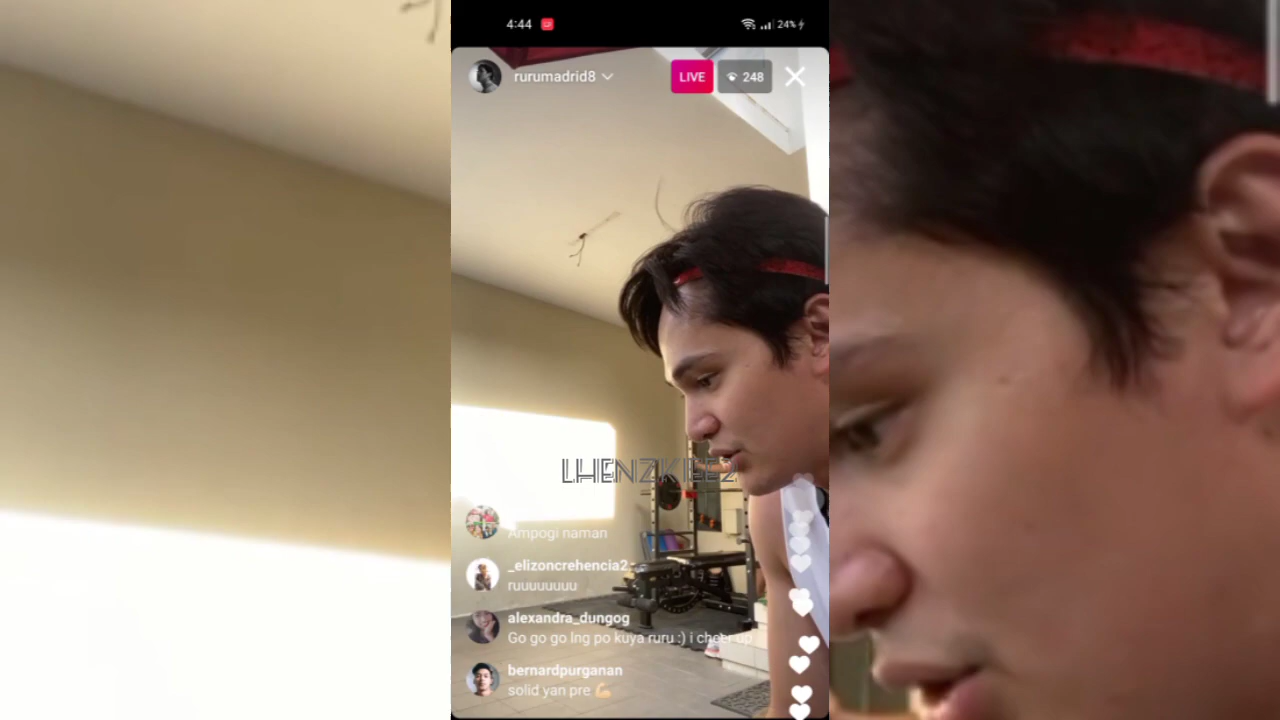 4:44
24%
rurumadrid8
LIVE
248
LHENZKIEE2
Ampogi naman
_elizoncrehencia2
ruuuuuuuu
alexandra_dungog
Go go go lng po kuya ruru :) i cheer up
bernardpurganan
solid yan pre 💪🏼